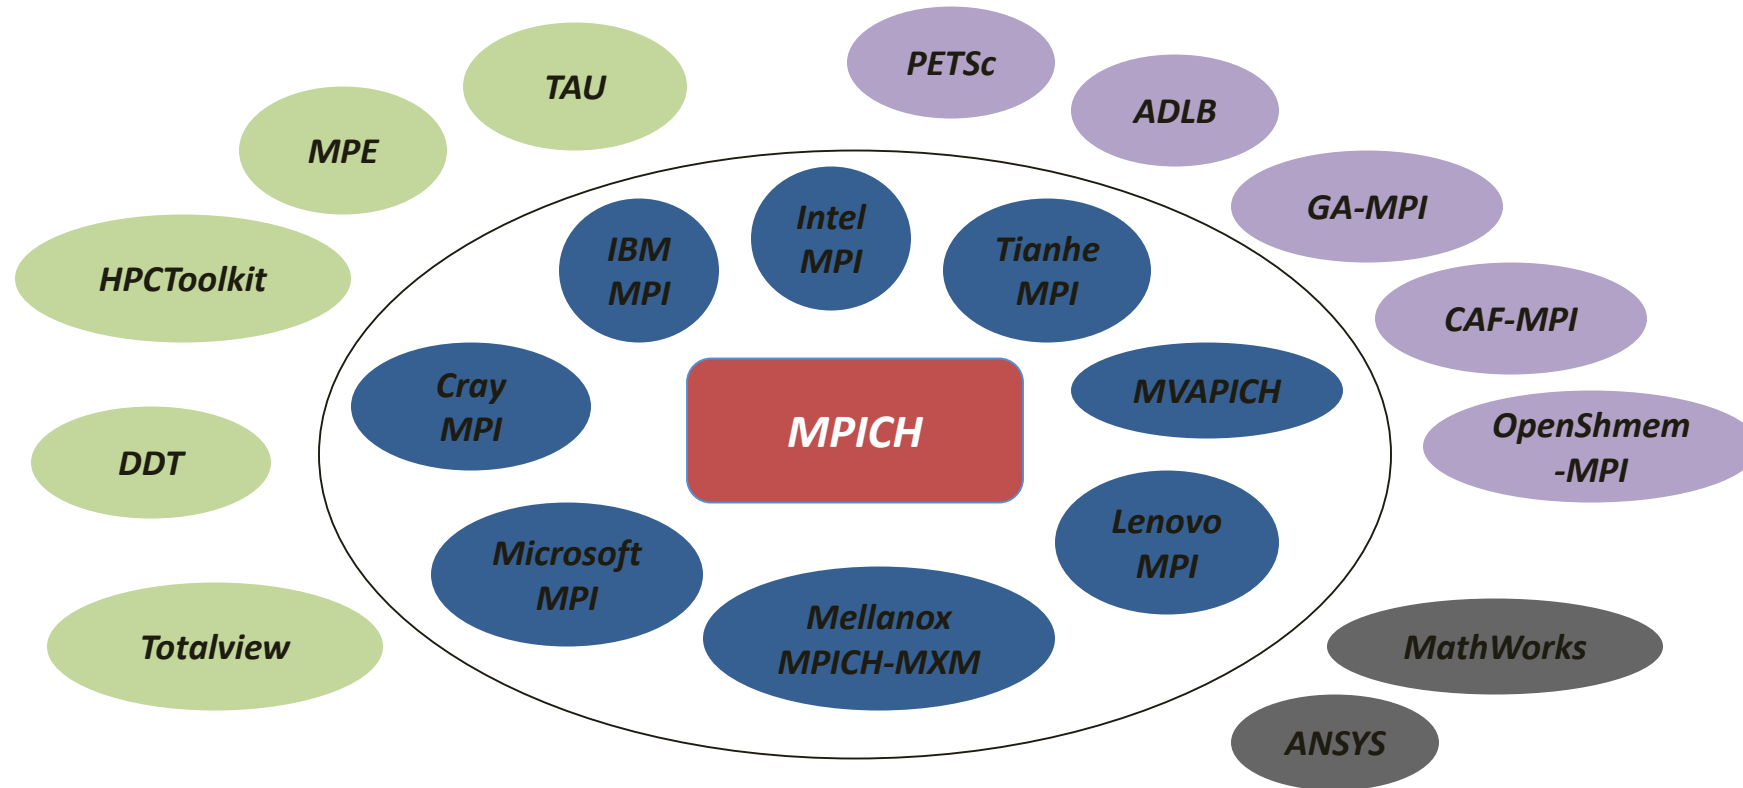 PETSc
TAU
ADLB
MPE
GA-MPI
Intel
MPI
IBM
MPI
Tianhe
MPI
HPCToolkit
CAF-MPI
Cray
MPI
MVAPICH
MPICH
OpenShmem
-MPI
DDT
Lenovo
MPI
Microsoft
MPI
Mellanox
MPICH-MXM
Totalview
MathWorks
ANSYS